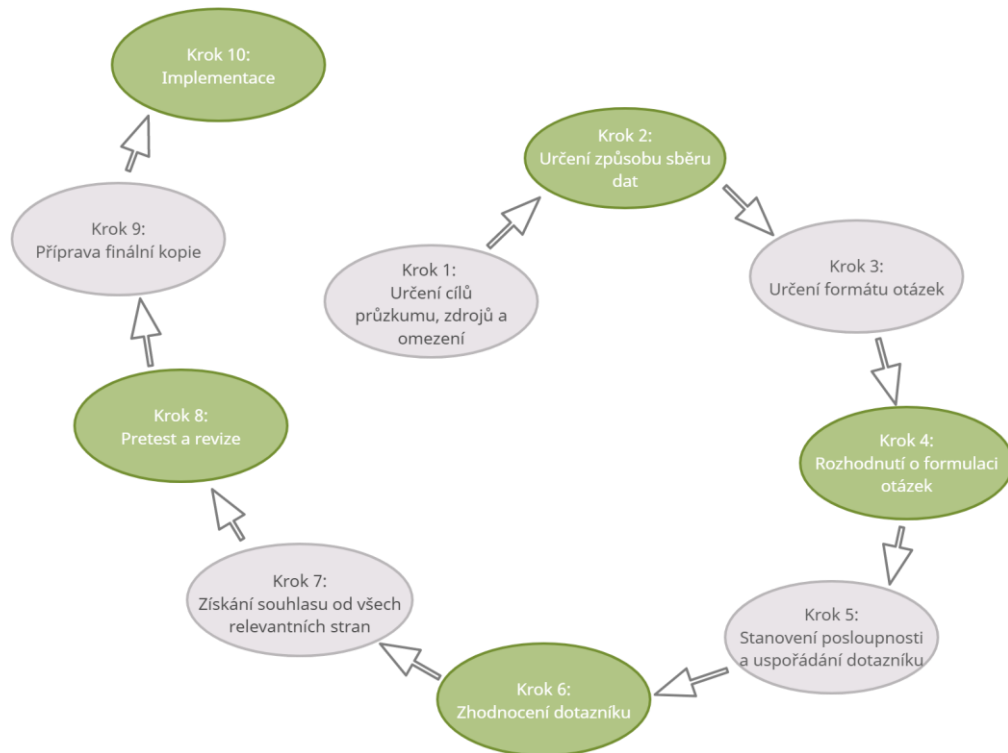 Krok 10:
Implementace
Krok 2:
Určení způsobu sběru
dat
Krok 9:
Příprava finální kopie
Krok 1:
Určení cílů
průzkumu, zdrojů a
omezení
Krok 3:
Určení formátu otázek
Krok 8:
Pretest a revize
Krok 4:
Rozhodnutí o formulaci
otázek
Krok 7:
Získání souhlasu od všech
relevantních stran
Krok 5:
Stanovení posloupnosti
a uspořádání dotazníku
Krok 6:
Zhodnocení dotazníku